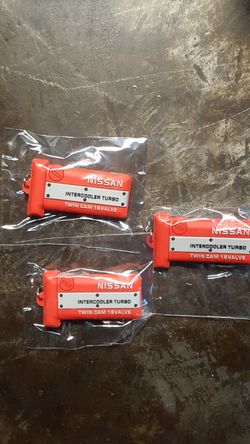 NISSAN
INTERCOOLER TURBO
TWIN CAM 16VALVE
NISSAN
INTERCOOLER TURBO
TWIN CAM 16VALVE
NISSAN
INTERCOOLER TURBO
TWIN CAM 16VALVE